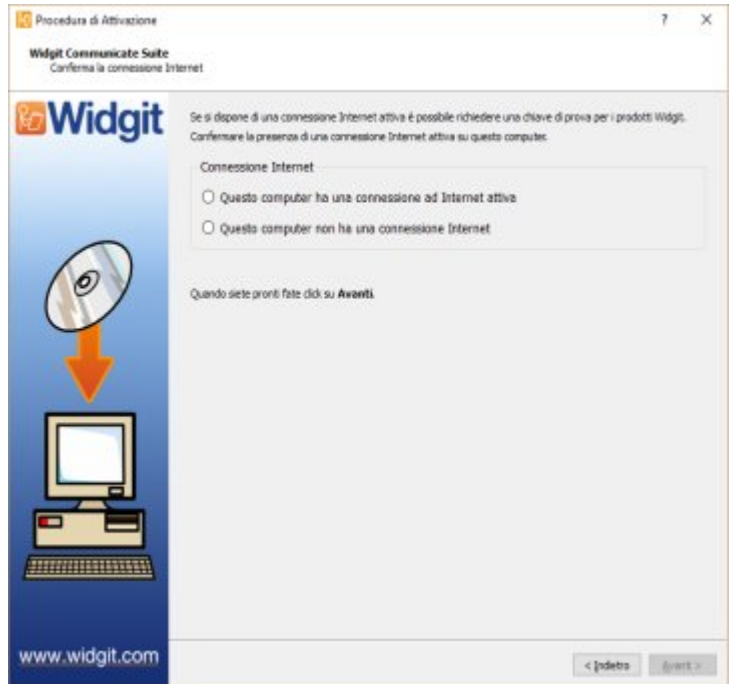 Procedura di Attivazione
Widgit Communicate Suite
Conferma la connessione Internet
Widgit
Se si dispone di una connessione Internet attiva é possibile richiedere una chiave di prova per i prodotti Widgit.
Confermare la presenza di una connessione Internet attiva su questo computer.
Connessione Internet
Questo computer ha una connessione ad Internet attiva
Questo computer non ha una connessione Internet
Quando siete pronti fate click su Avanti.
www.widgit.com
< Indietro
Avanti >